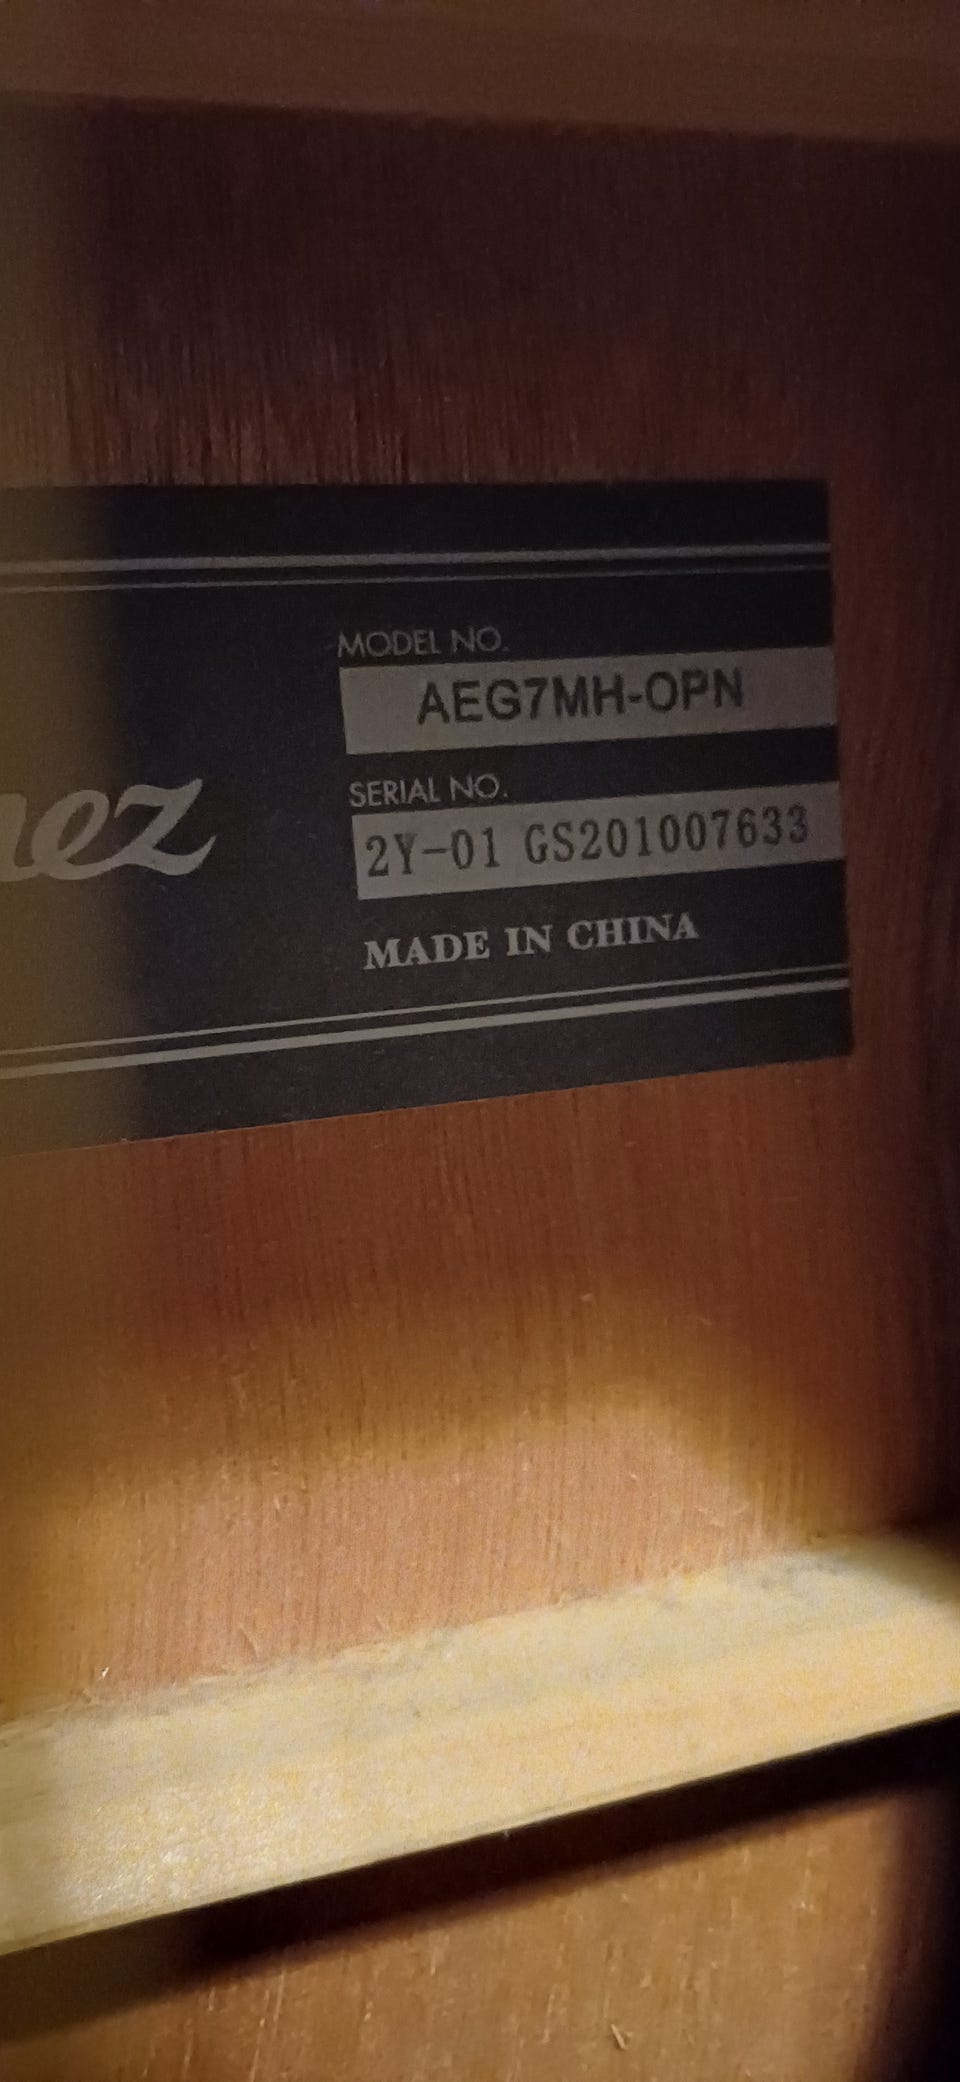 MODEL NO.
AEG7MH-OPN
nez
SERIAL NO.
2Y-01 GS201007633
MADE IN CHINA